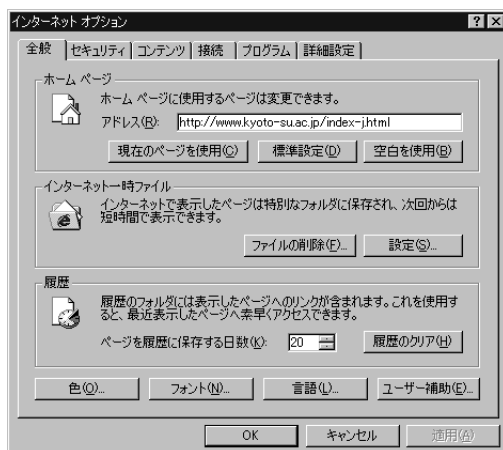 インターネット オプション
全般 セキュリティ コンテンツ 接続 プログラム 詳細設定
ホーム ページ
ホーム ページに使用するページは変更できます。
アドレス(R): http://www.kyoto-su.ac.jp/index-j.html
現在のページを使用(C) 標準設定(D) 空白を使用(B)
インターネット一時ファイル
インターネットで表示したページは特別なフォルダに保存され、次回からは
短時間で表示できます。
ファイルの削除(F)... 設定(S)...
履歴
履歴のフォルダには表示したページへのリンクが含まれます。これを使用す
ると、最近表示したページへ素早くアクセスできます。
ページを履歴に保存する日数(K): 20 履歴のクリア(H)
色(O)... フォント(N)... 言語(L)... ユーザー補助(E)...
OK キャンセル 適用(A)